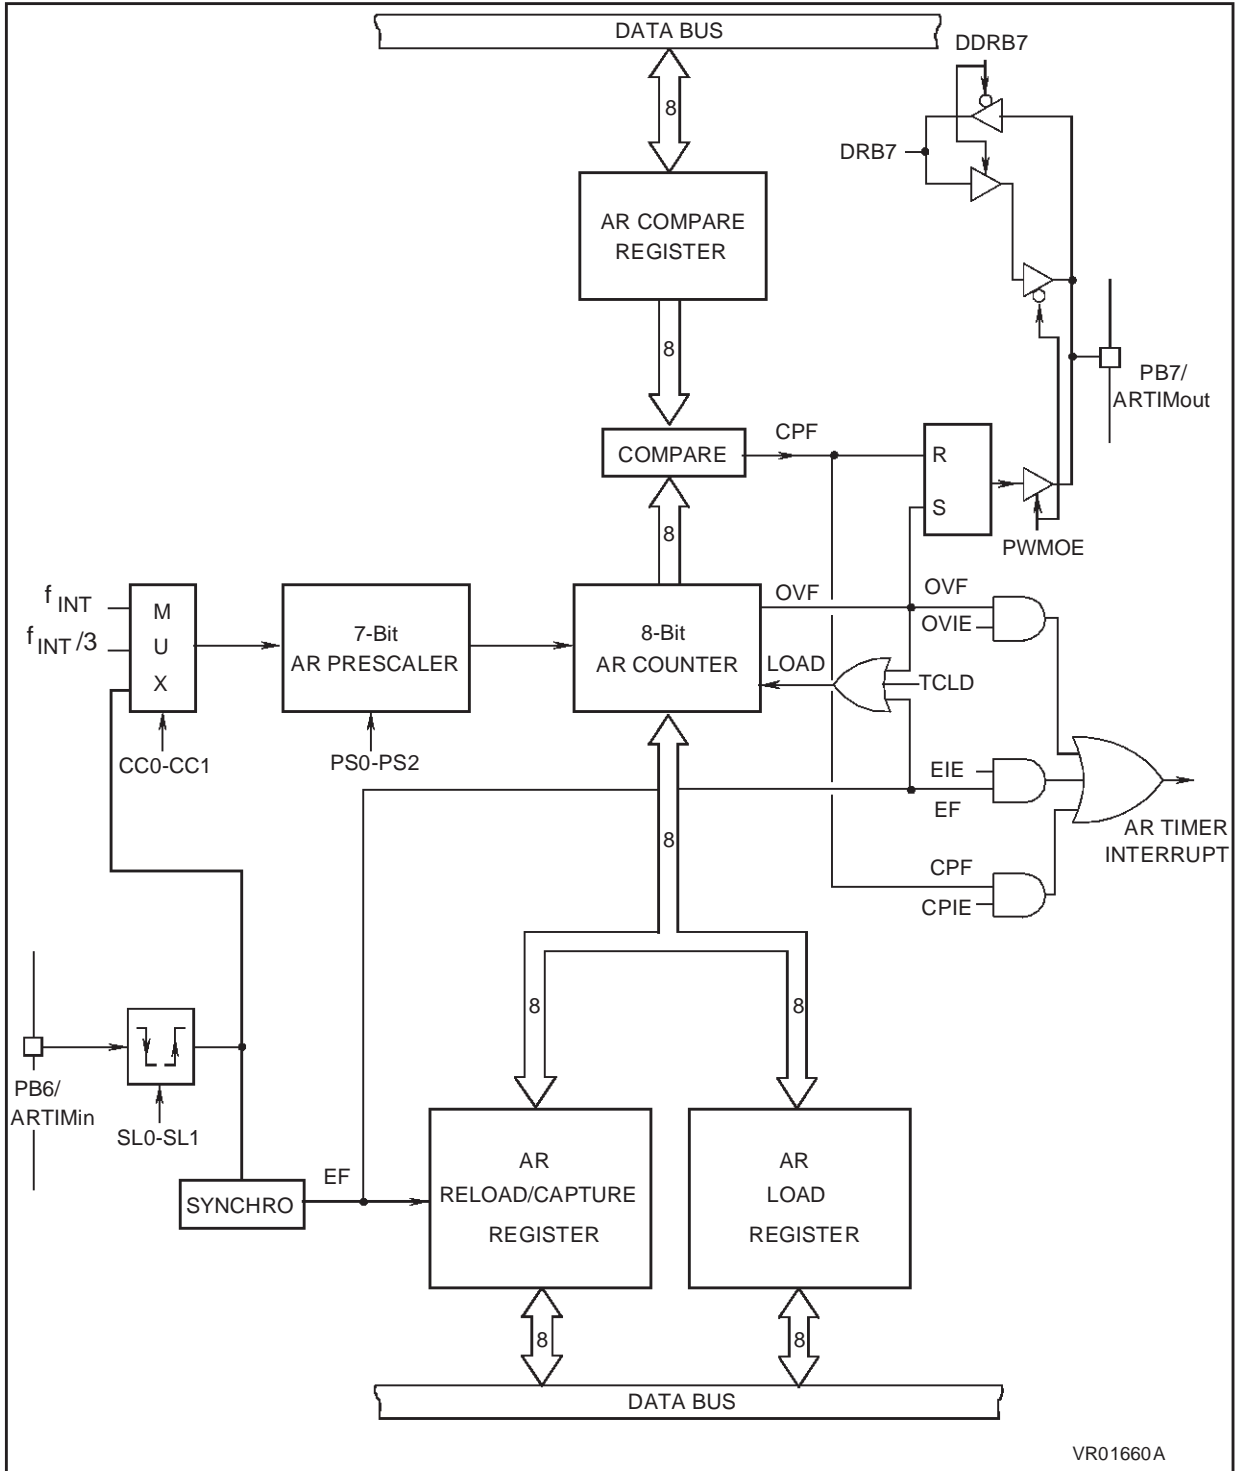 DATA BUS
DDRB7
8
DRB7
AR COMPARE
REGISTER
8
PB7/
ARTIMout
CPF
COMPARE
R
S
8
PWMOE
f INT
M
7-Bit
8-Bit
OVF
OVF
OVIE
f INT /3
U
AR PRESCALER
AR COUNTER
LOAD
TCLD
X
CC0-CC1
PS0-PS2
EIE
EF
AR TIMER
INTERRUPT
8
CPF
CPIE
8
8
PB6/
ARTIMin
SL0-SL1
SYNCHRO
EF
AR
RELOAD/CAPTURE
REGISTER
AR
LOAD
REGISTER
8
8
DATA BUS
VR01660A